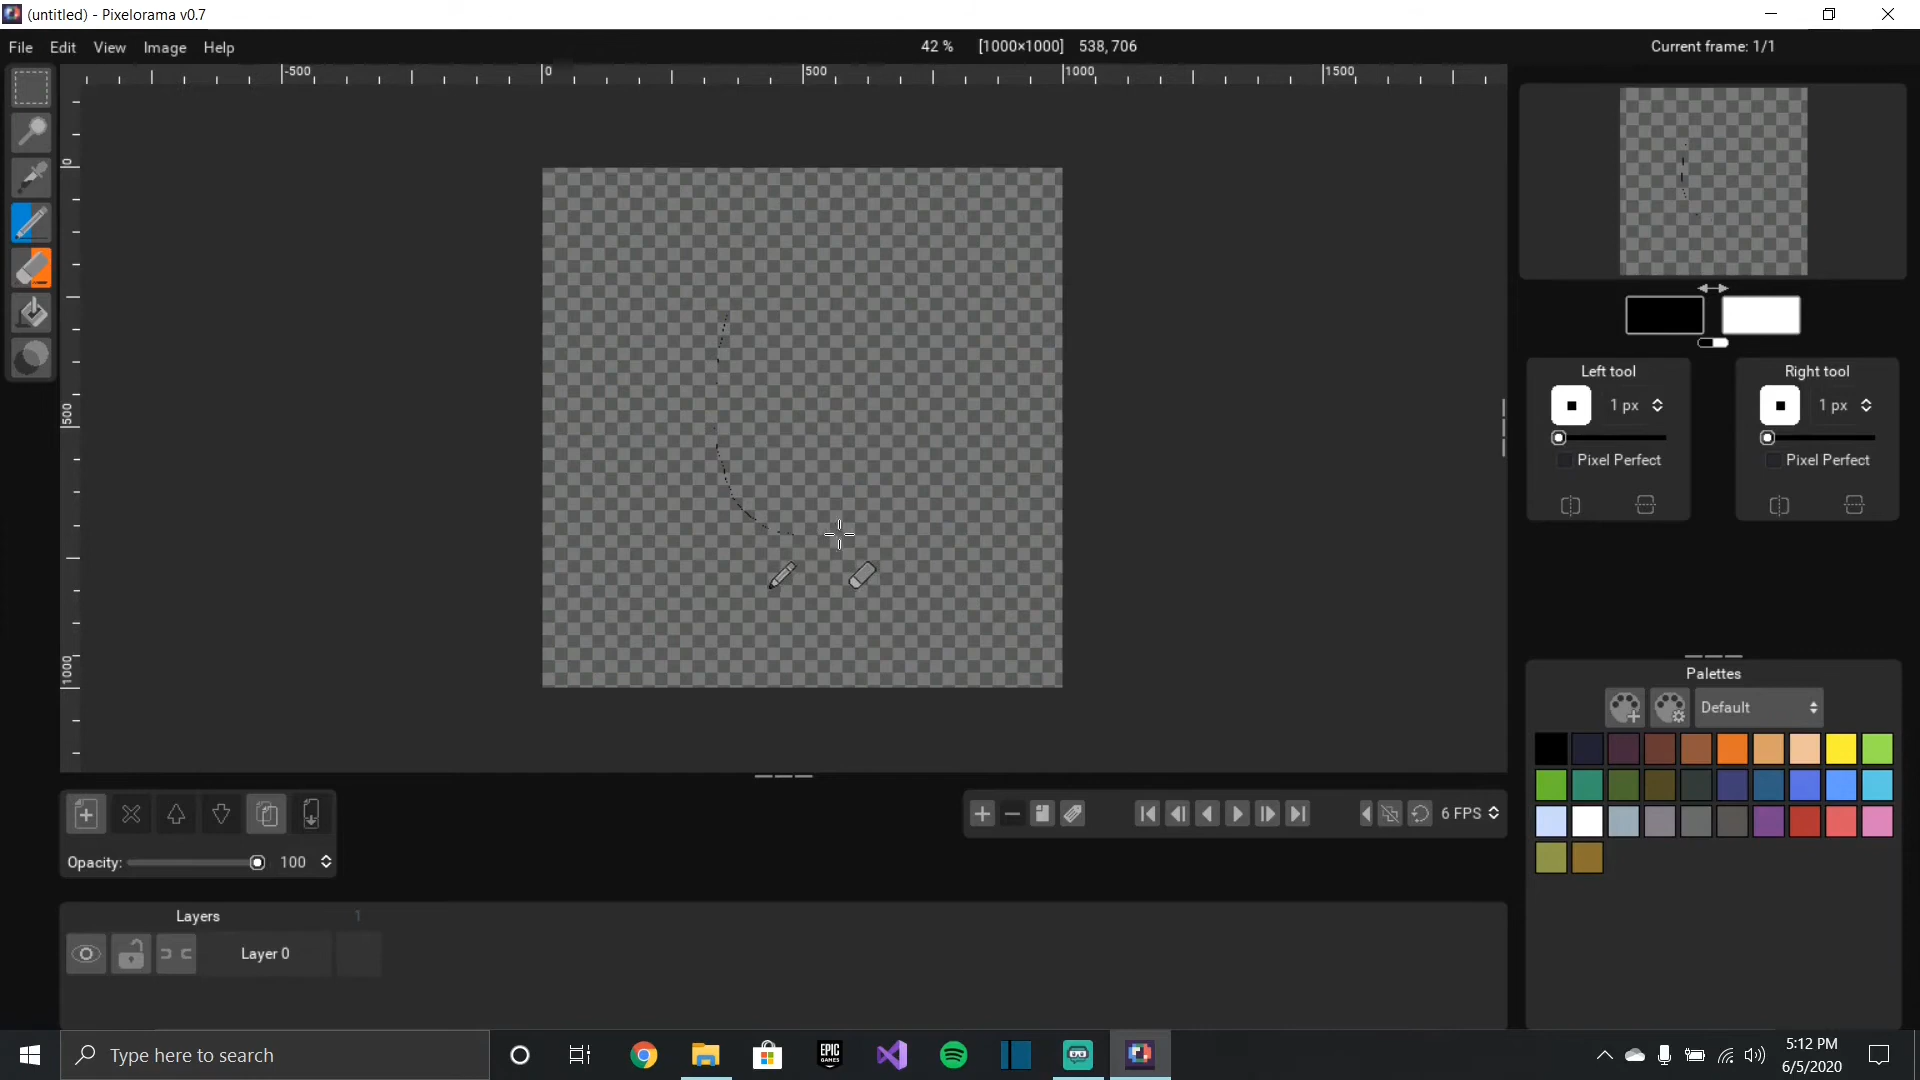 (untitled) - Pixelorama v0.7
File Edit View Image Help
42 % [1000×1000] 538, 706
Current frame: 1/1
-500 0 500 1000 1500
0
500
1000
Left tool
1 px
Pixel Perfect
Right tool
1 px
Pixel Perfect
Palettes
Default
6 FPS
Opacity: 100
Layers 1
Layer 0
Type here to search
EPIC
GAMES
5:12 PM
6/5/2020